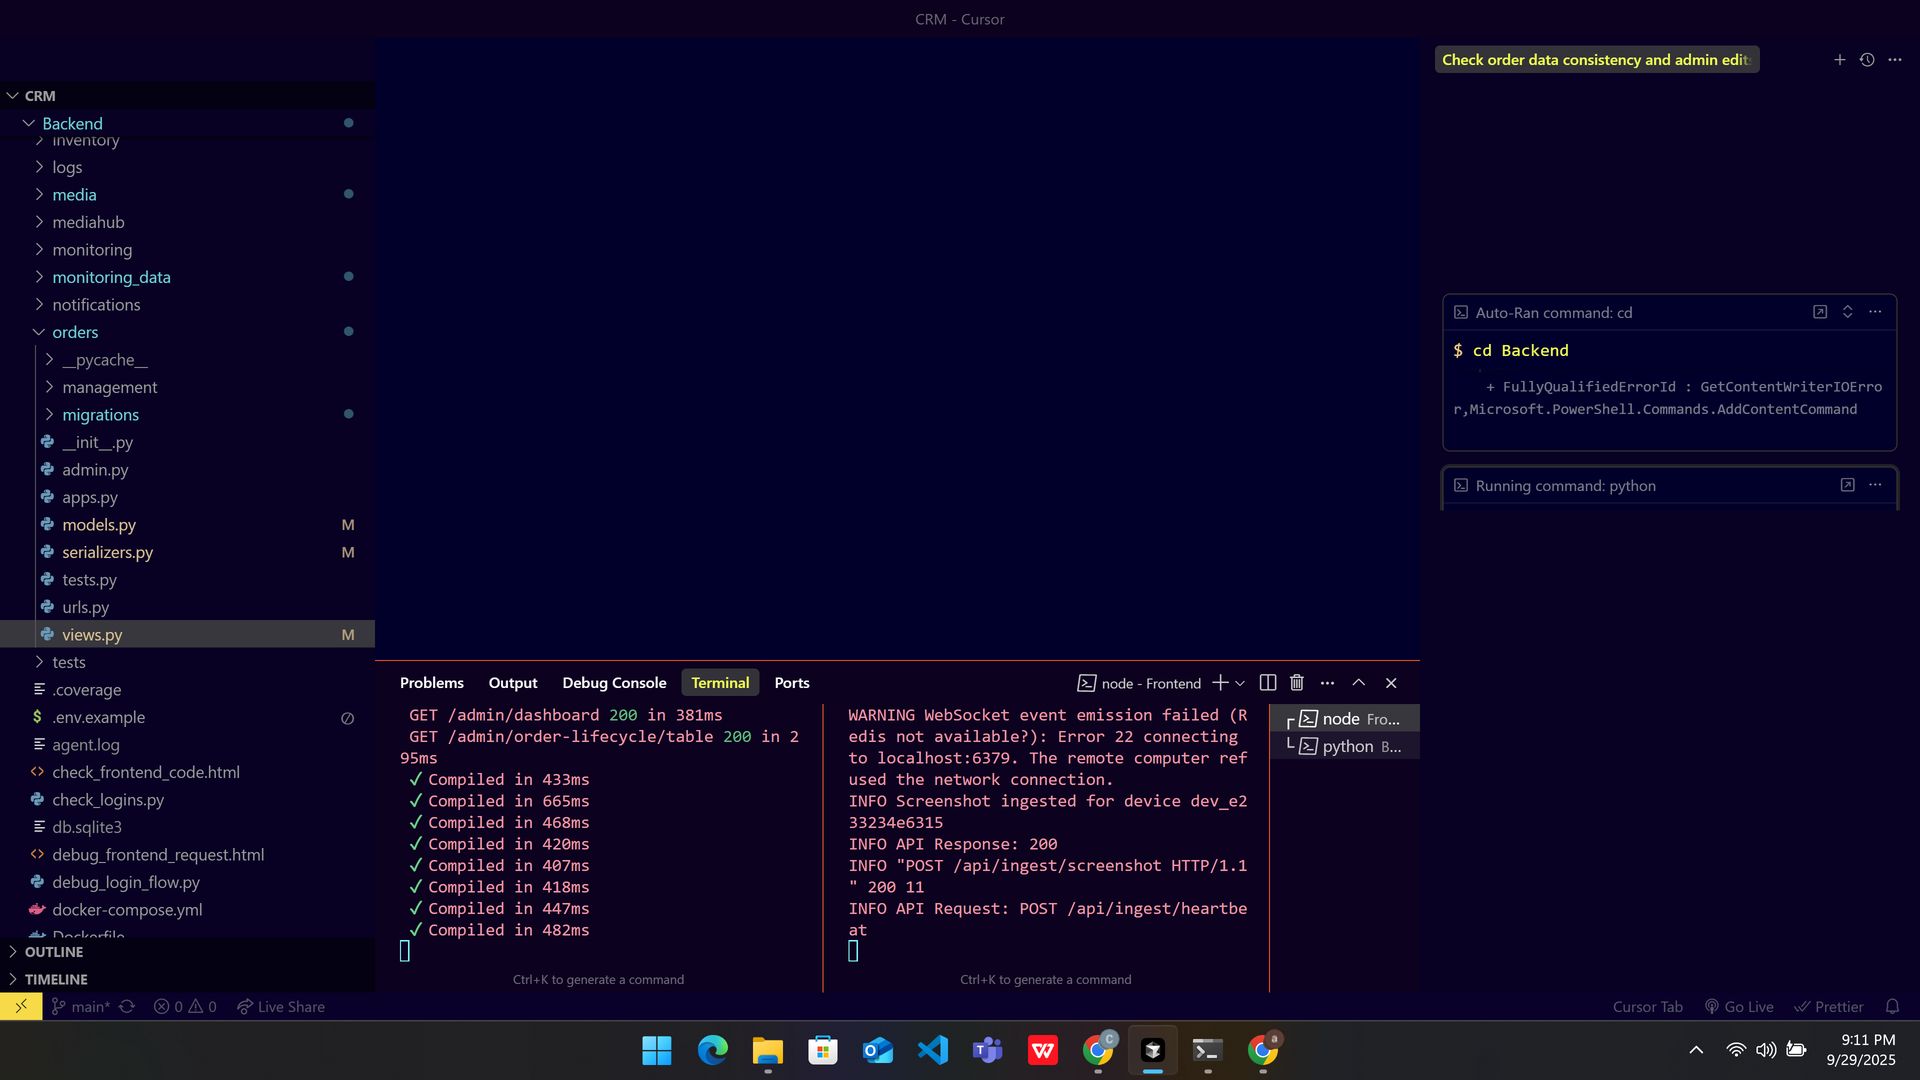 CRM - Cursor
CRM
Backend
inventory
logs
media
mediahub
monitoring
monitoring_data
notifications
orders
__pycache__
management
migrations
__init__.py
admin.py
apps.py
models.py M
serializers.py M
tests.py
urls.py
views.py M
tests
.coverage
.env.example
agent.log
check_frontend_code.html
check_logins.py
db.sqlite3
debug_frontend_request.html
debug_login_flow.py
docker-compose.yml
Dockerfile
OUTLINE
TIMELINE
Problems Output Debug Console Terminal Ports
node - Frontend
GET /admin/dashboard 200 in 381ms
GET /admin/order-lifecycle/table 200 in 2
95ms
✓ Compiled in 433ms
✓ Compiled in 665ms
✓ Compiled in 468ms
✓ Compiled in 420ms
✓ Compiled in 407ms
✓ Compiled in 418ms
✓ Compiled in 447ms
✓ Compiled in 482ms
Ctrl+K to generate a command
WARNING WebSocket event emission failed (R
edis not available?): Error 22 connecting
to localhost:6379. The remote computer ref
used the network connection.
INFO Screenshot ingested for device dev_e2
33234e6315
INFO API Response: 200
INFO "POST /api/ingest/screenshot HTTP/1.1
" 200 11
INFO API Request: POST /api/ingest/heartbe
at
Ctrl+K to generate a command
node Fro...
python B...
Check order data consistency and admin edit
Auto-Ran command: cd
$ cd Backend
+ FullyQualifiedErrorId : GetContentWriterIOErro
r,Microsoft.PowerShell.Commands.AddContentCommand
Running command: python
main* 0 0 Live Share
Cursor Tab Go Live Prettier
9:11 PM
9/29/2025